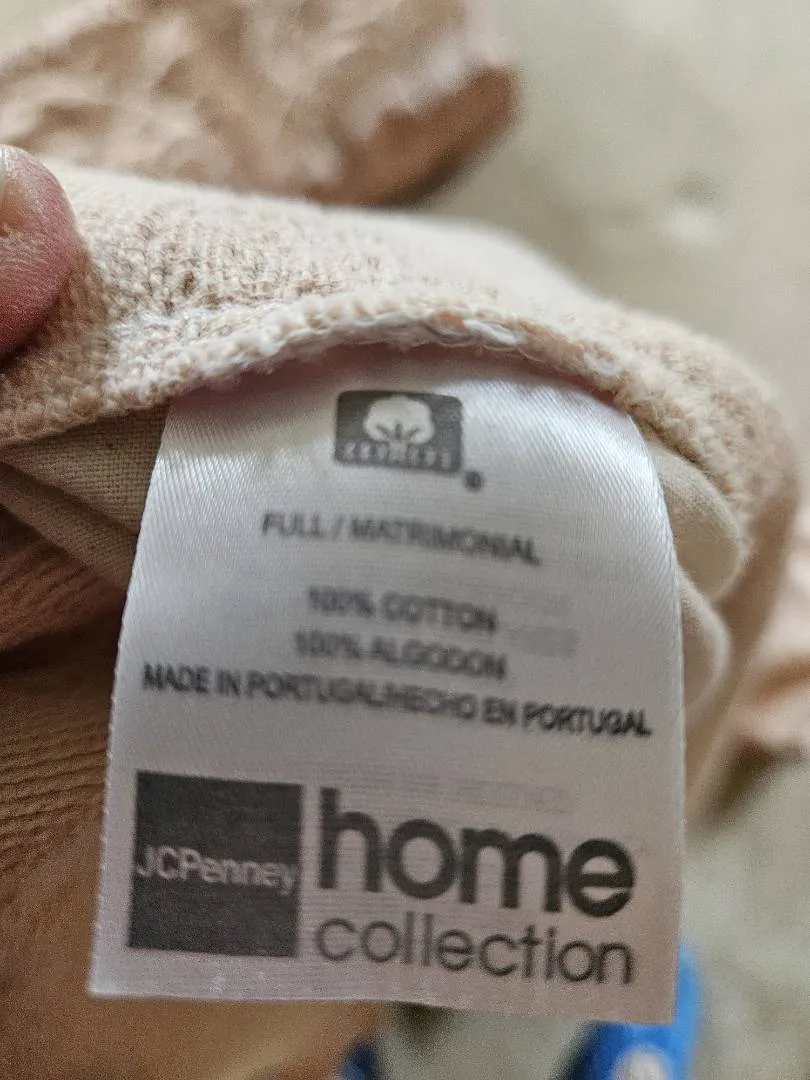 FULL / MATRIMONIAL
100% COTTON
100% ALGODON
MADE IN PORTUGAL/HECHO EN PORTUGAL
JCPenney
home
collection